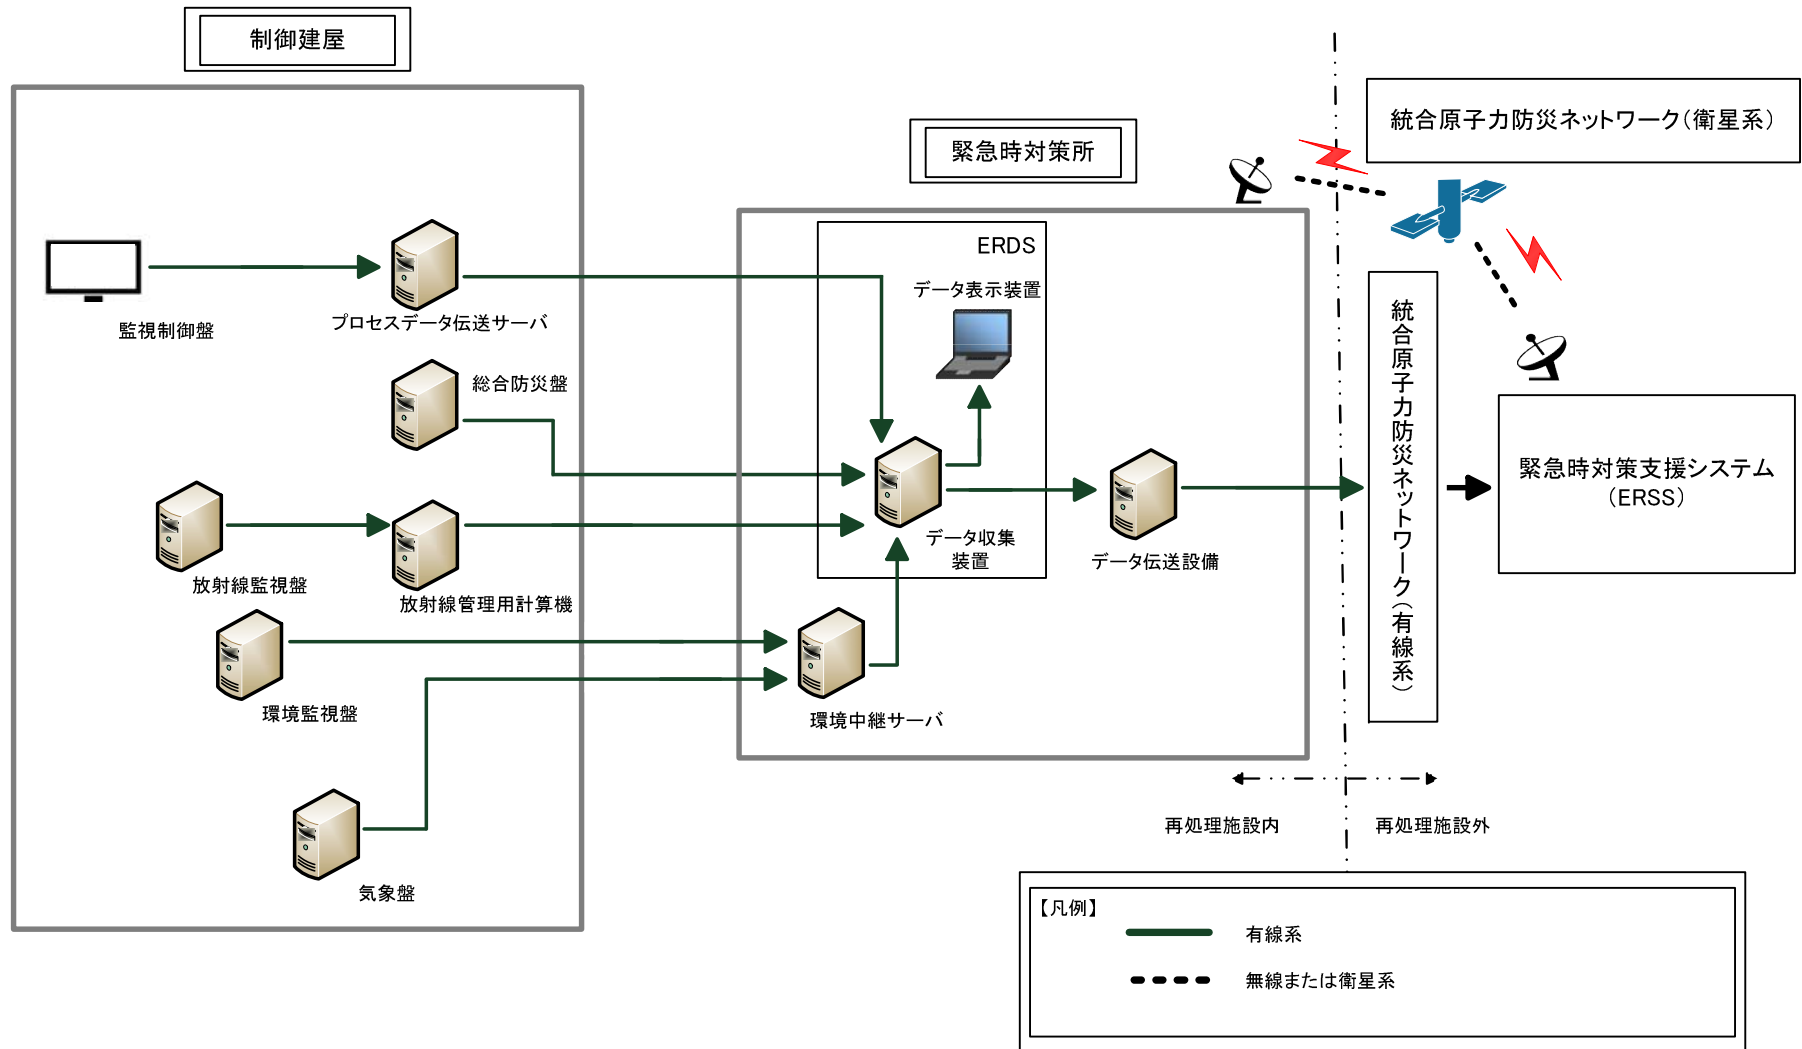 制御建屋
統合原子力防災ネットワーク（衛星系）
緊急時対策所
ERDS
データ表示装置
監視制御盤
プロセスデータ伝送サーバ
総合防災盤
統合原子力防災ネットワーク（有線系）
緊急時対策支援システム
（ERSS）
データ収集
装置
データ伝送設備
放射線監視盤
放射線管理用計算機
環境監視盤
環境中継サーバ
再処理施設内
再処理施設外
気象盤
【凡例】
有線系
無線または衛星系